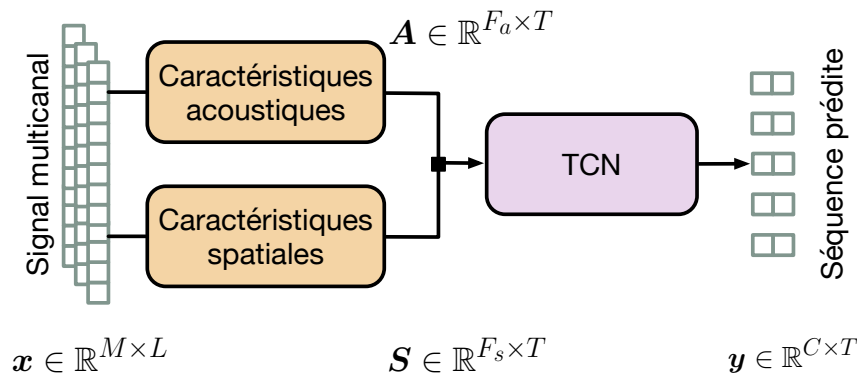 Signal multicanal
Caractéristiques
acoustiques
Caractéristiques
spatiales
A ∈ ℝ^{F_a×T}
TCN
Séquence prédite
x ∈ ℝ^{M×L}
S ∈ ℝ^{F_s×T}
y ∈ ℝ^{C×T}